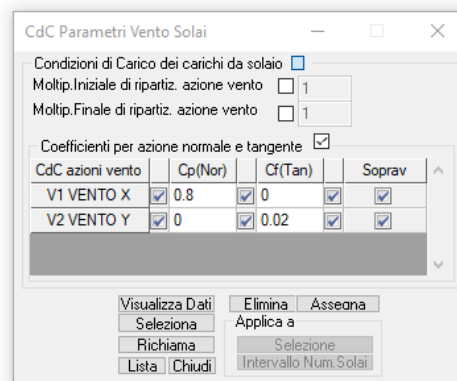 CdC Parametri Vento Solai
Condizioni di Carico dei carichi da solaio
Moltip.Iniziale di ripartiz. azione vento 1
Moltip.Finale di ripartiz. azione vento 1
Coefficienti per azione normale e tangente
CdC azioni vento Cp(Nor) Cf(Tan) Soprav
V1 VENTO X 0.8 0
V2 VENTO Y 0 0.02
Visualizza Dati Elimina Assegna
Seleziona Applica a
Richiama Selezione
Lista Chiudi Intervallo Num.Solai